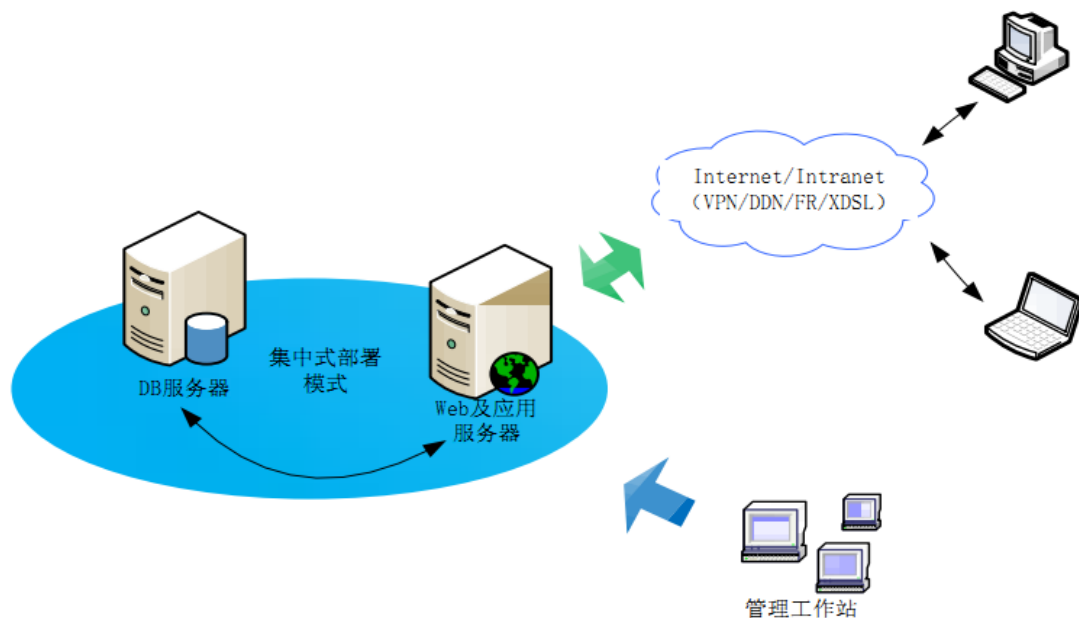 Internet/Intranet
（VPN/DDN/FR/XDSL）
集中式部署
模式
DB服务器
Web及应用
服务器
管理工作站